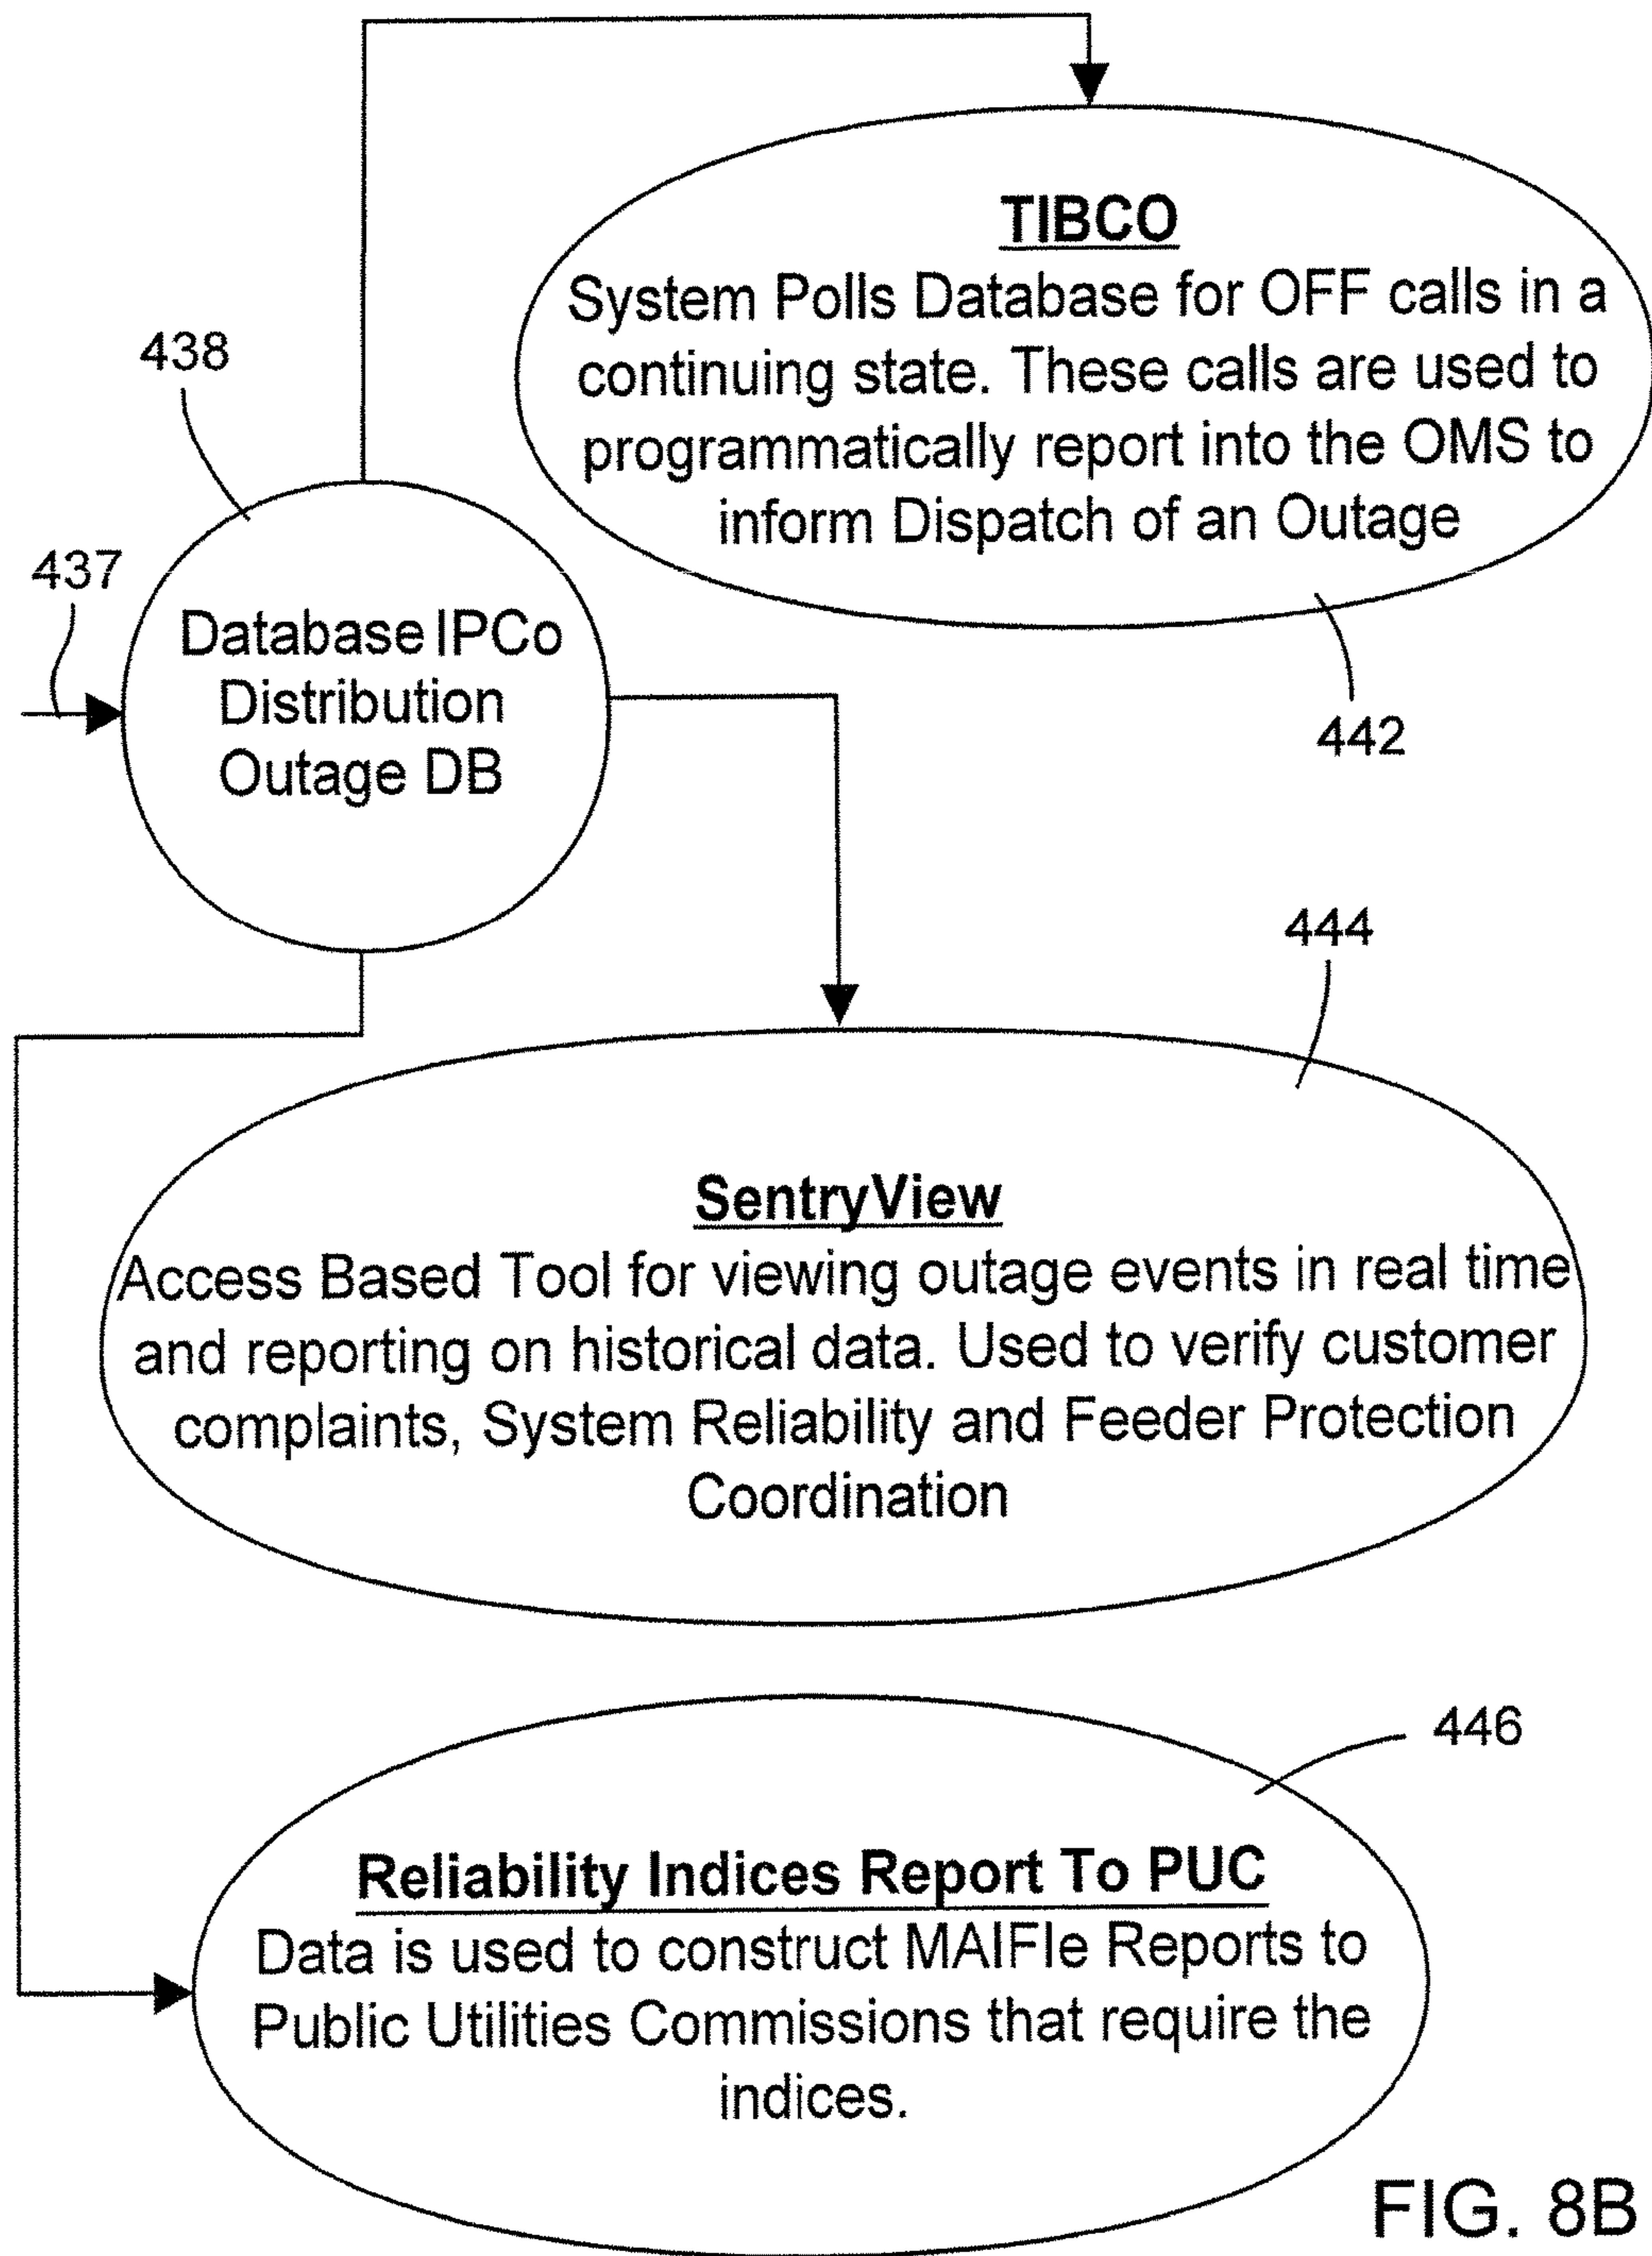 TIBCO
System Polls Database for OFF calls in a
continuing state. These calls are used to
programmatically report into the OMS to
inform Dispatch of an Outage
438
437
Database IPCo
Distribution
Outage DB
442
444
SentryView
Access Based Tool for viewing outage events in real time
and reporting on historical data. Used to verify customer
complaints, System Reliability and Feeder Protection
Coordination
446
Reliability Indices Report To PUC
Data is used to construct MAIFIe Reports to
Public Utilities Commissions that require the
indices.
FIG. 8B